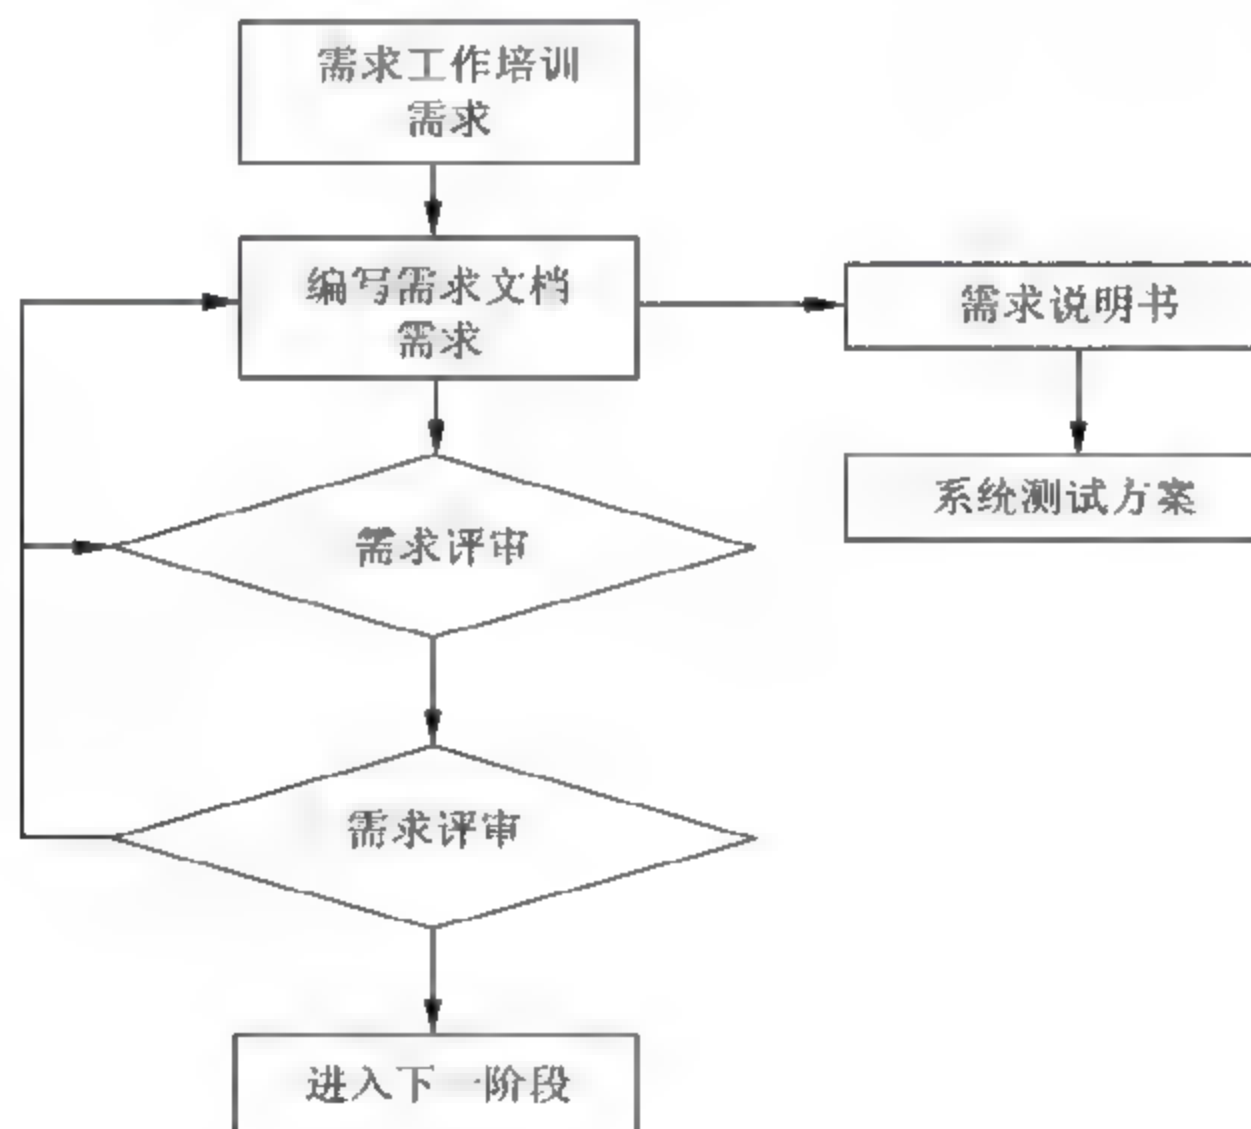 需求工作培训
需求
编写需求文档
需求
需求说明书
系统测试方案
需求评审
需求评审
进入下一阶段